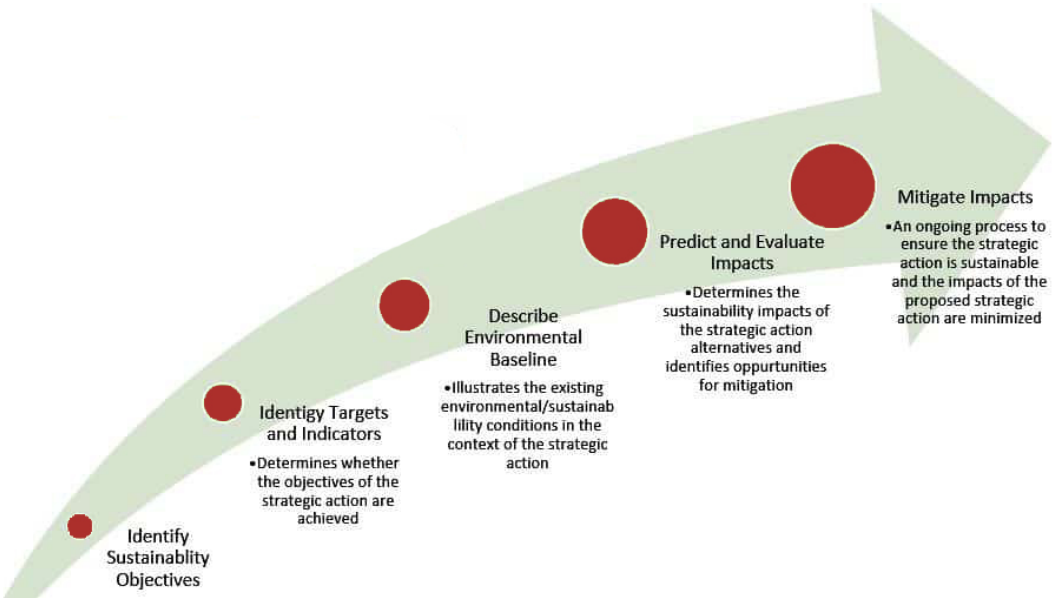 Identify
Sustainablity
Objectives
Identigy Targets
and Indicators
•Determines whether
the objectives of the
strategic action are
achieved
Describe
Environmental
Baseline
•Illustrates the existing
environmental/sustainab
lility conditions in the
context of the strategic
action
Predict and Evaluate
Impacts
•Determines the
sustainability impacts of
the strategic action
alternatives and
identifies oppurtunities
for mitigation
Mitigate Impacts
•An ongoing process to
ensure the strategic
action is sustainable
and the impacts of the
proposed strategic
action are minimized